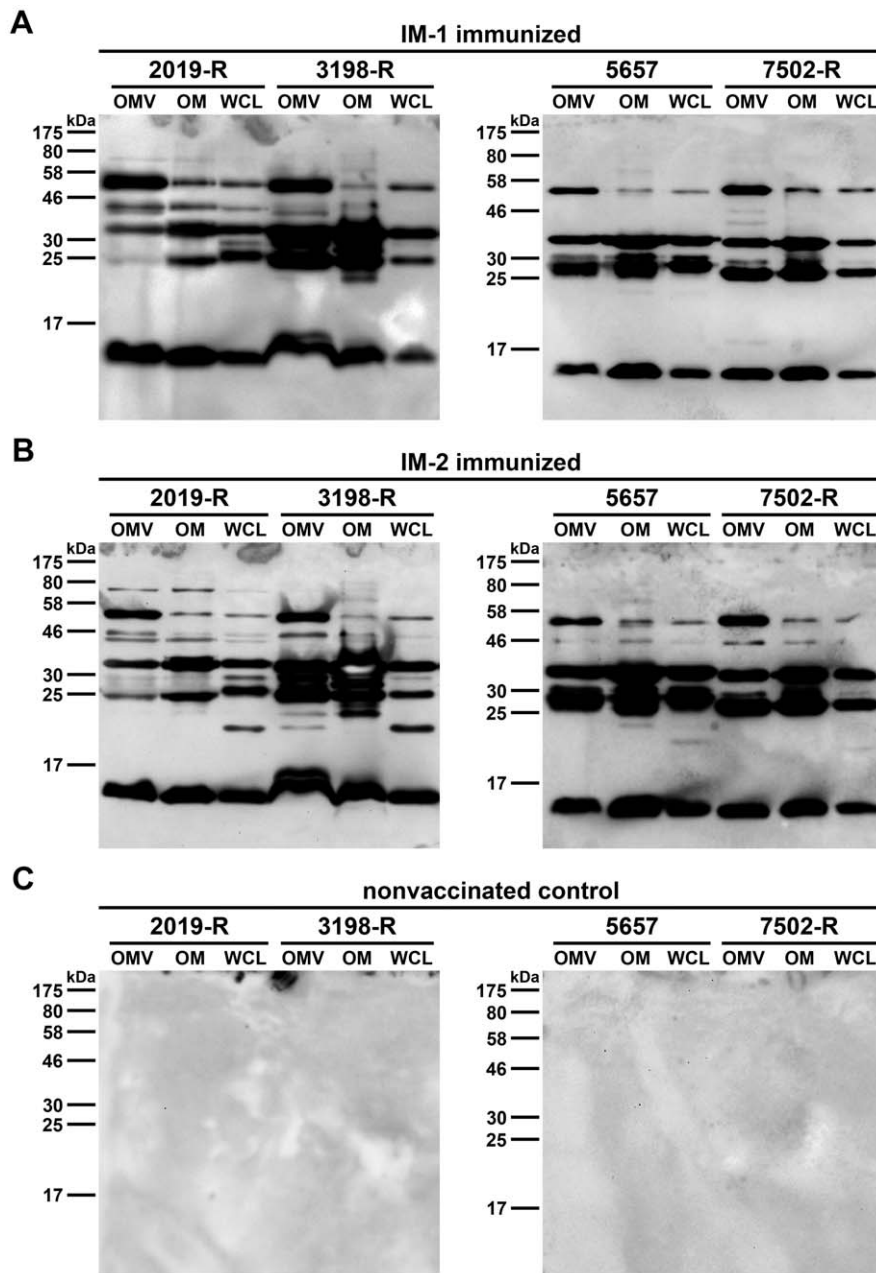 A
IM-1 immunized
2019-R 3198-R 5657 7502-R
OMV OM WCL OMV OM WCL OMV OM WCL OMV OM WCL
kDa kDa
175 175
80 80
58 58
46 46
30 30
25 25
17 17
B
IM-2 immunized
2019-R 3198-R 5657 7502-R
OMV OM WCL OMV OM WCL OMV OM WCL OMV OM WCL
kDa kDa
175 175
80 80
58 58
46 46
30 30
25 25
17 17
C
nonvaccinated control
2019-R 3198-R 5657 7502-R
OMV OM WCL OMV OM WCL OMV OM WCL OMV OM WCL
kDa kDa
175 175
80 80
58 58
46 46
30 30
25 25
17 17